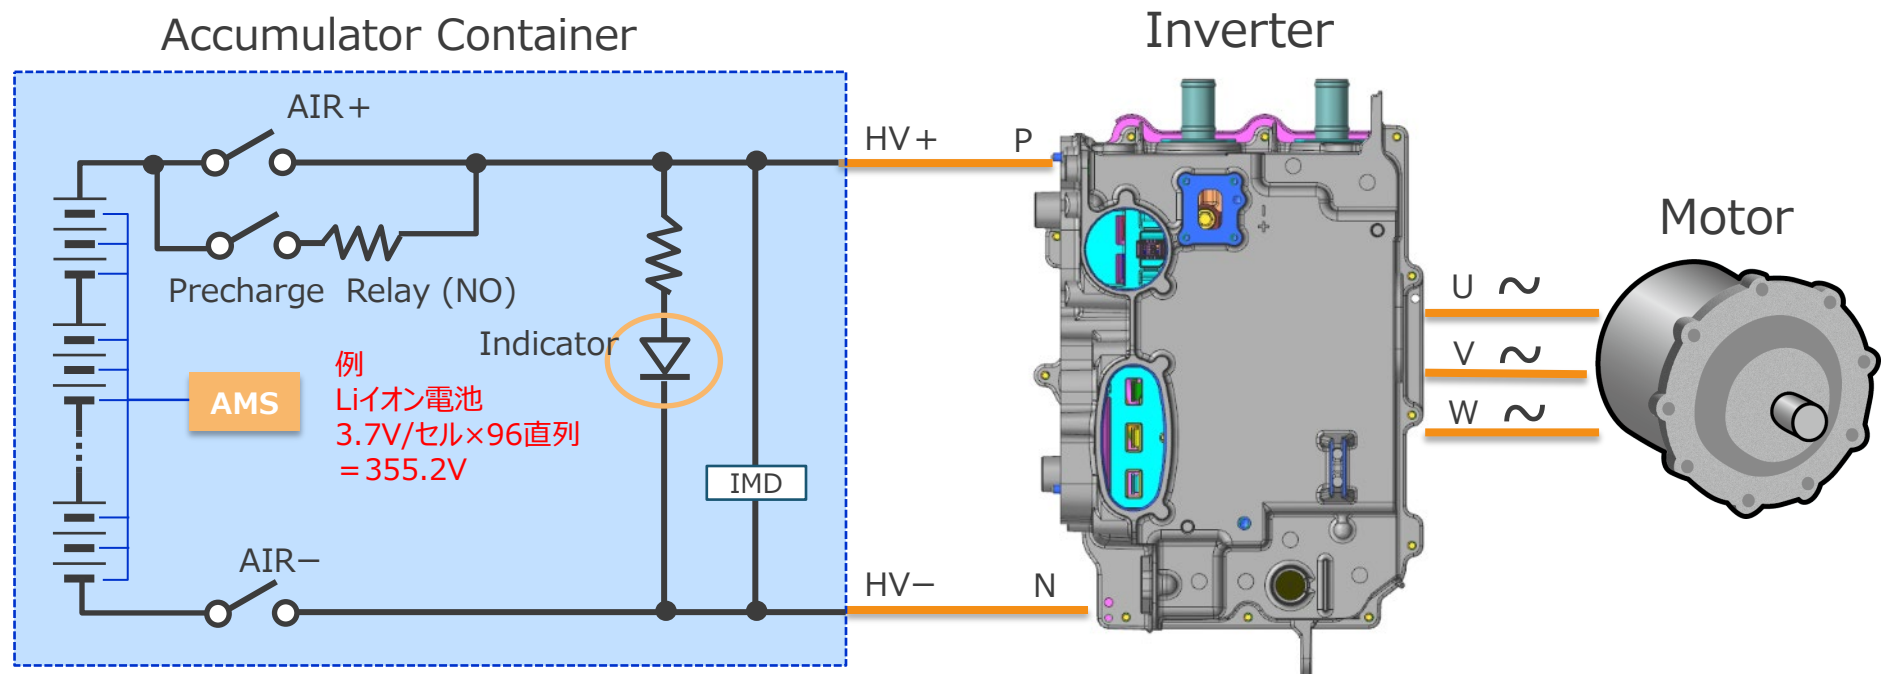 Accumulator Container
Inverter
AIR+
HV+
P
Motor
Precharge Relay (NO)
U ~
Indicator
V ~
例
Liイオン電池
3.7V/セル×96直列
=355.2V
AMS
W ~
IMD
AIR−
HV−
N